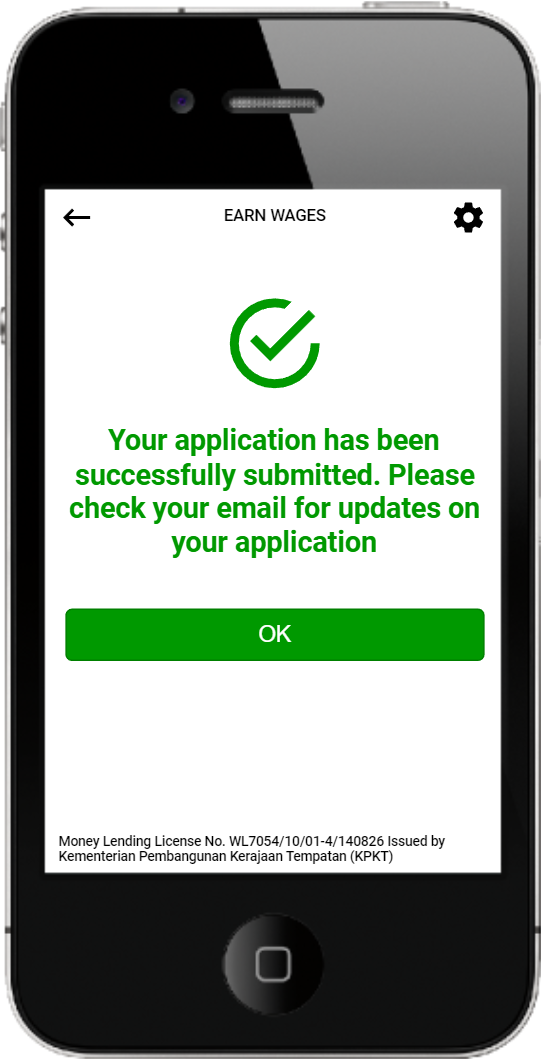 EARN WAGES
Your application has been
successfully submitted. Please
check your email for updates on
your application
OK
Money Lending License No. WL7054/10/01-4/140826 Issued by
Kementerian Pembangunan Kerajaan Tempatan (KPKT)